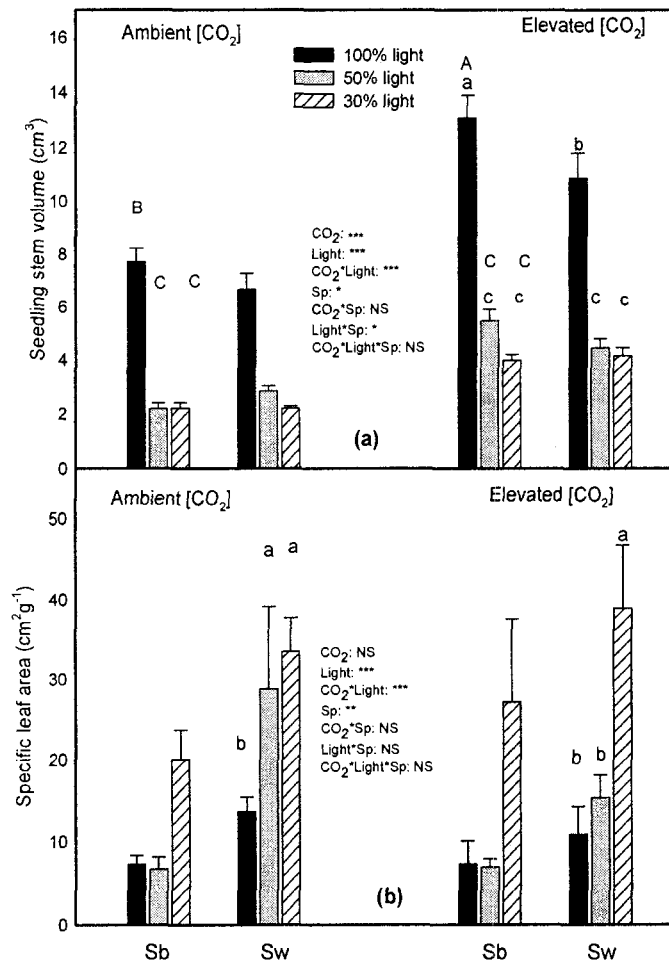 Ambient [CO₂]
Elevated [CO₂]
100% light
50% light
30% light
Seedling stem volume (cm³)
16
14
12
10
8
6
4
2
0
B
C C
A
a
b
C C
c c
c c
CO₂: ***
Light: ***
CO₂*Light: ***
Sp: *
CO₂*Sp: NS
Light*Sp: *
CO₂*Light*Sp: NS
(a)
Ambient [CO₂]
Elevated [CO₂]
Specific leaf area (cm²g⁻¹)
50
40
30
20
10
0
a a
b
a
b b
CO₂: NS
Light: ***
CO₂*Light: ***
Sp: **
CO₂*Sp: NS
Light*Sp: NS
CO₂*Light*Sp: NS
(b)
Sb Sw Sb Sw